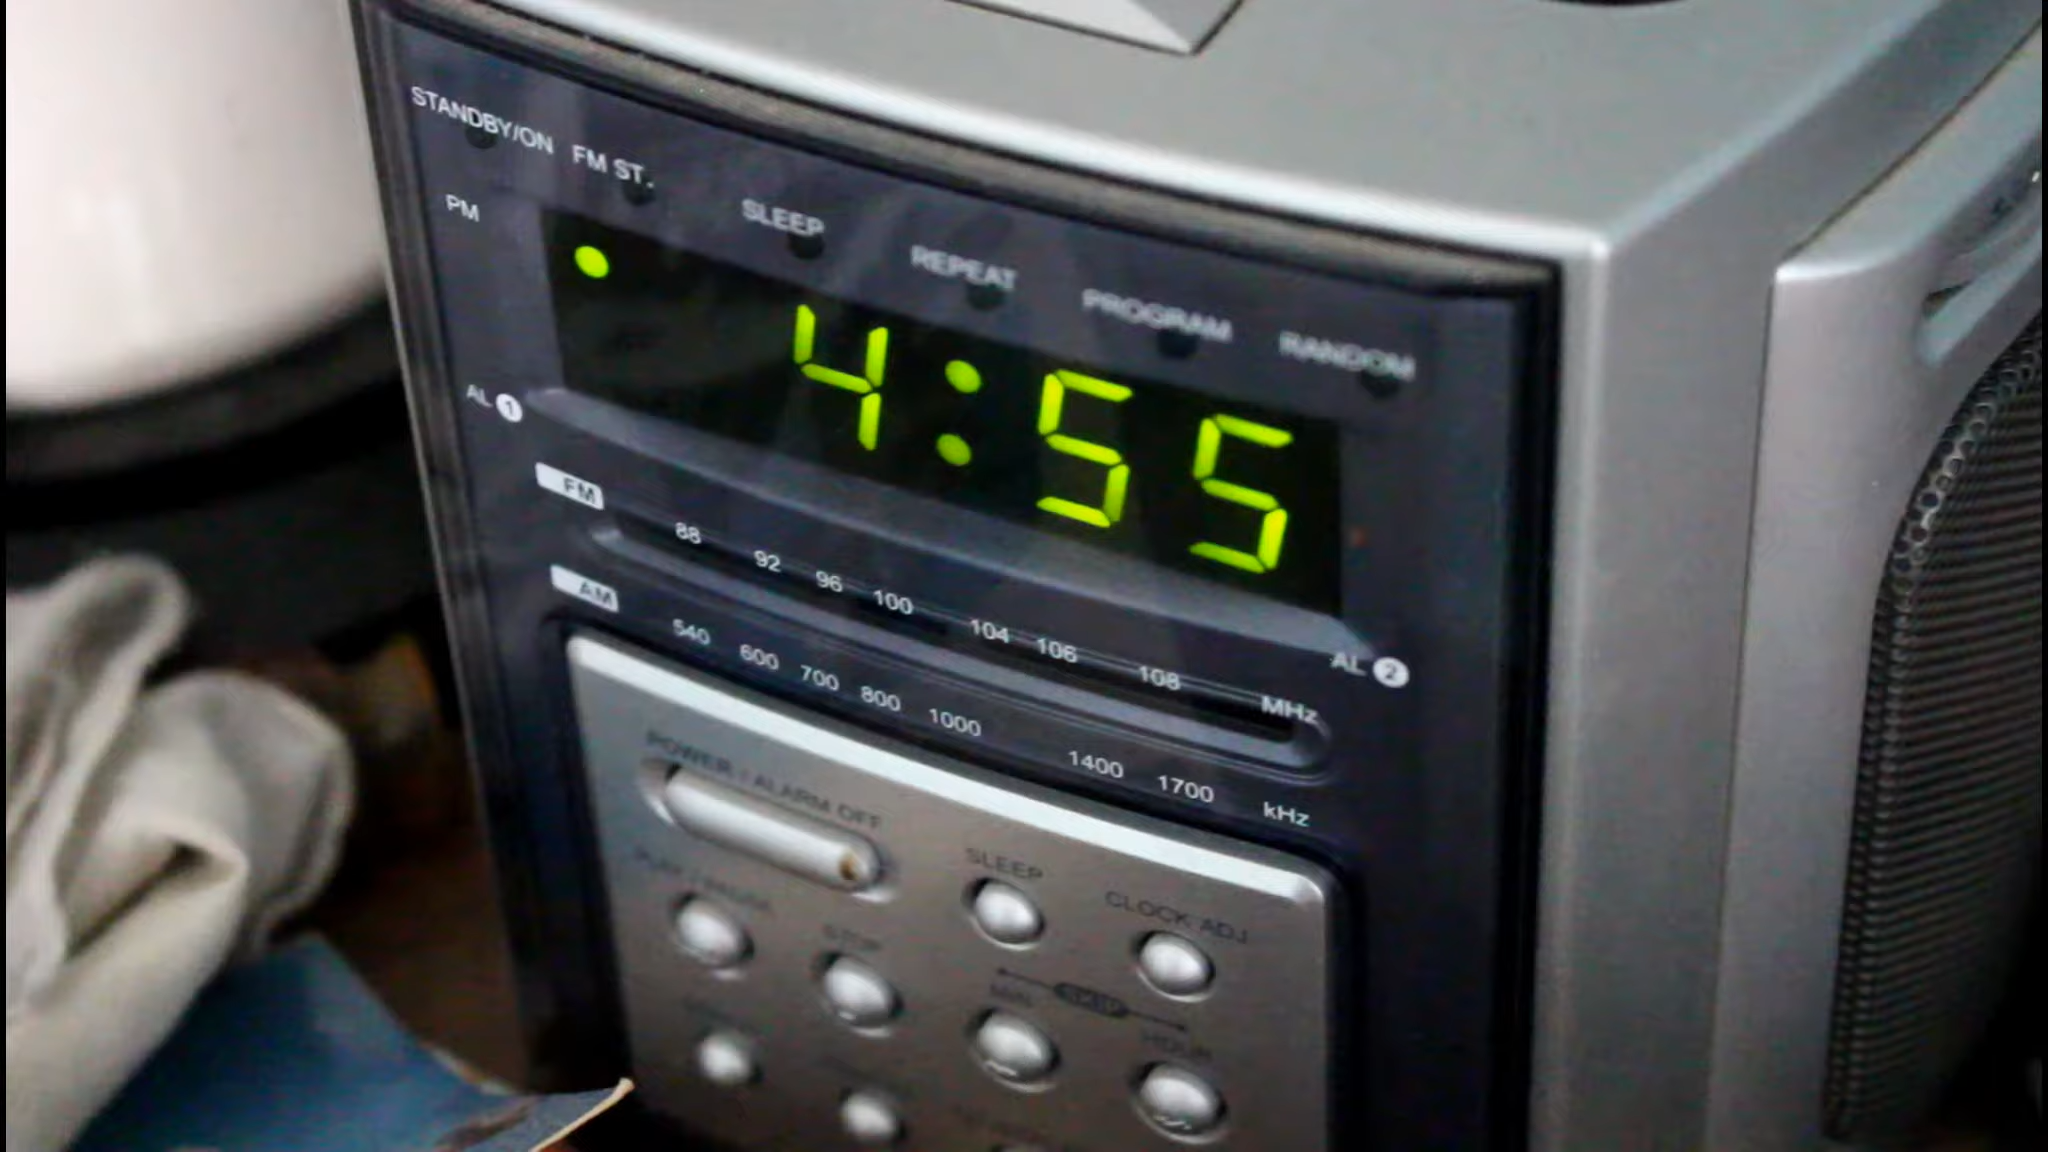 STANDBY/ON FM ST. SLEEP REPEAT PROGRAM RANDOM
PM
4:55
AL 1
FM 88 92 96 100 104 106 108 MHz
AL 2
AM 540 600 700 800 1000 1400 1700 kHz
POWER / ALARM OFF
SLEEP
CLOCK ADJ
STOP
MIN
HOUR